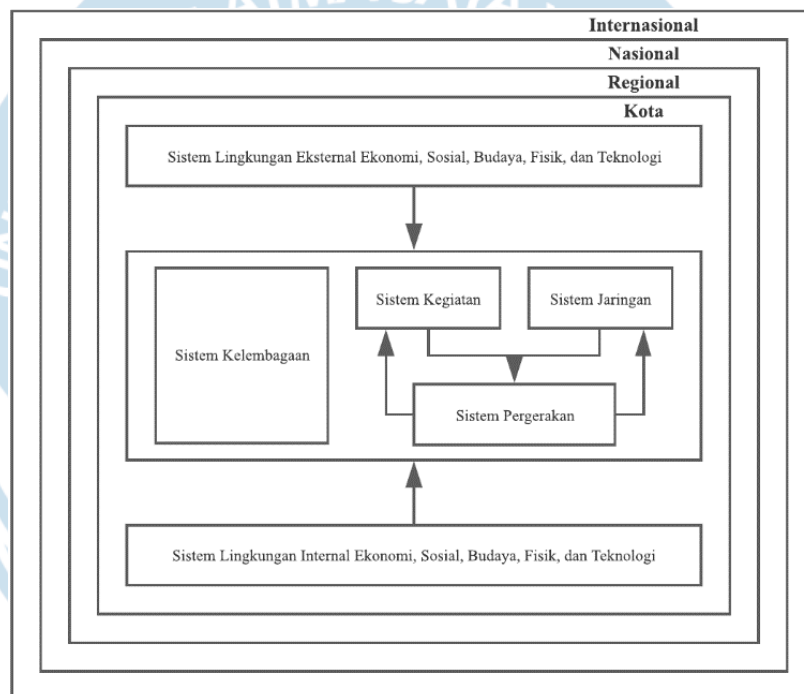 Internasional
Nasional
Regional
Kota
Sistem Lingkungan Eksternal Ekonomi, Sosial, Budaya, Fisik, dan Teknologi
Sistem Kelembagaan
Sistem Kegiatan
Sistem Jaringan
Sistem Pergerakan
Sistem Lingkungan Internal Ekonomi, Sosial, Budaya, Fisik, dan Teknologi